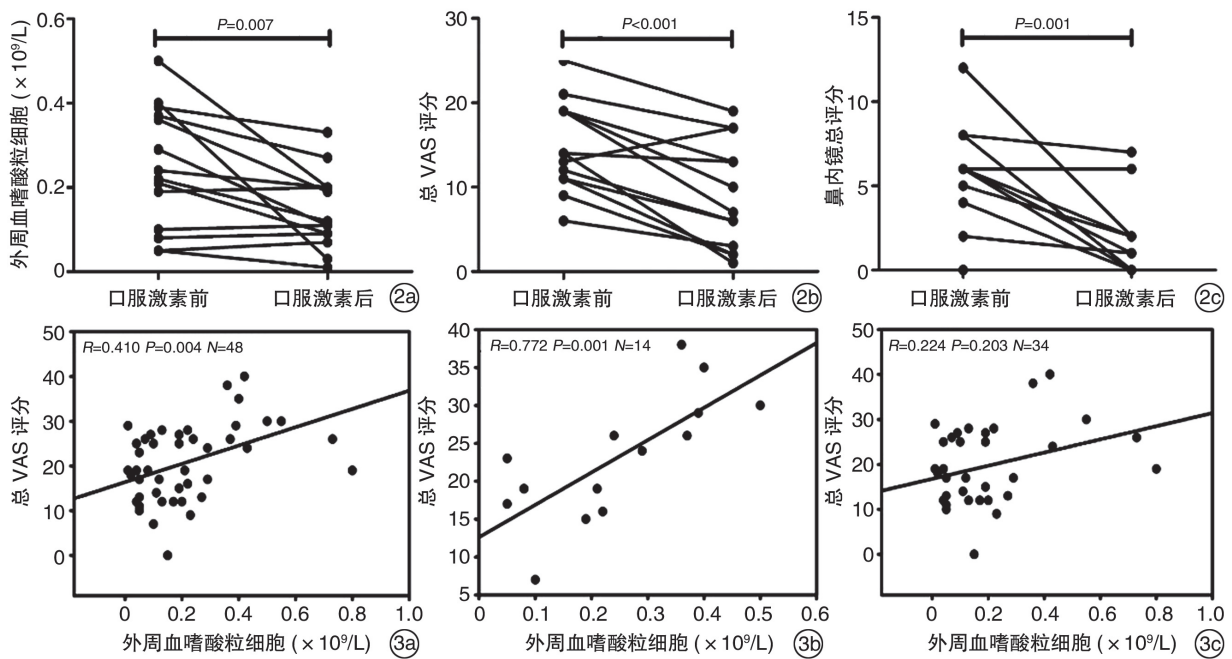 外周血嗜酸粒细胞 (×10⁹/L)
0.6
0.4
0.2
0
P=0.007
口服激素前 口服激素后 2a
总 VAS 评分
30
20
10
0
P<0.001
口服激素前 口服激素后 2b
鼻内镜总评分
15
10
5
0
P=0.001
口服激素前 口服激素后 2c
总 VAS 评分
50
40
30
20
10
0
R=0.410 P=0.004 N=48
0 0.2 0.4 0.6 0.8 1.0
外周血嗜酸粒细胞 (×10⁹/L) 3a
总 VAS 评分
40
35
30
25
20
15
10
5
R=0.772 P=0.001 N=14
0 0.1 0.2 0.3 0.4 0.5 0.6
外周血嗜酸粒细胞 (×10⁹/L) 3b
总 VAS 评分
50
40
30
20
10
0
R=0.224 P=0.203 N=34
0 0.2 0.4 0.6 0.8 1.0
外周血嗜酸粒细胞 (×10⁹/L) 3c